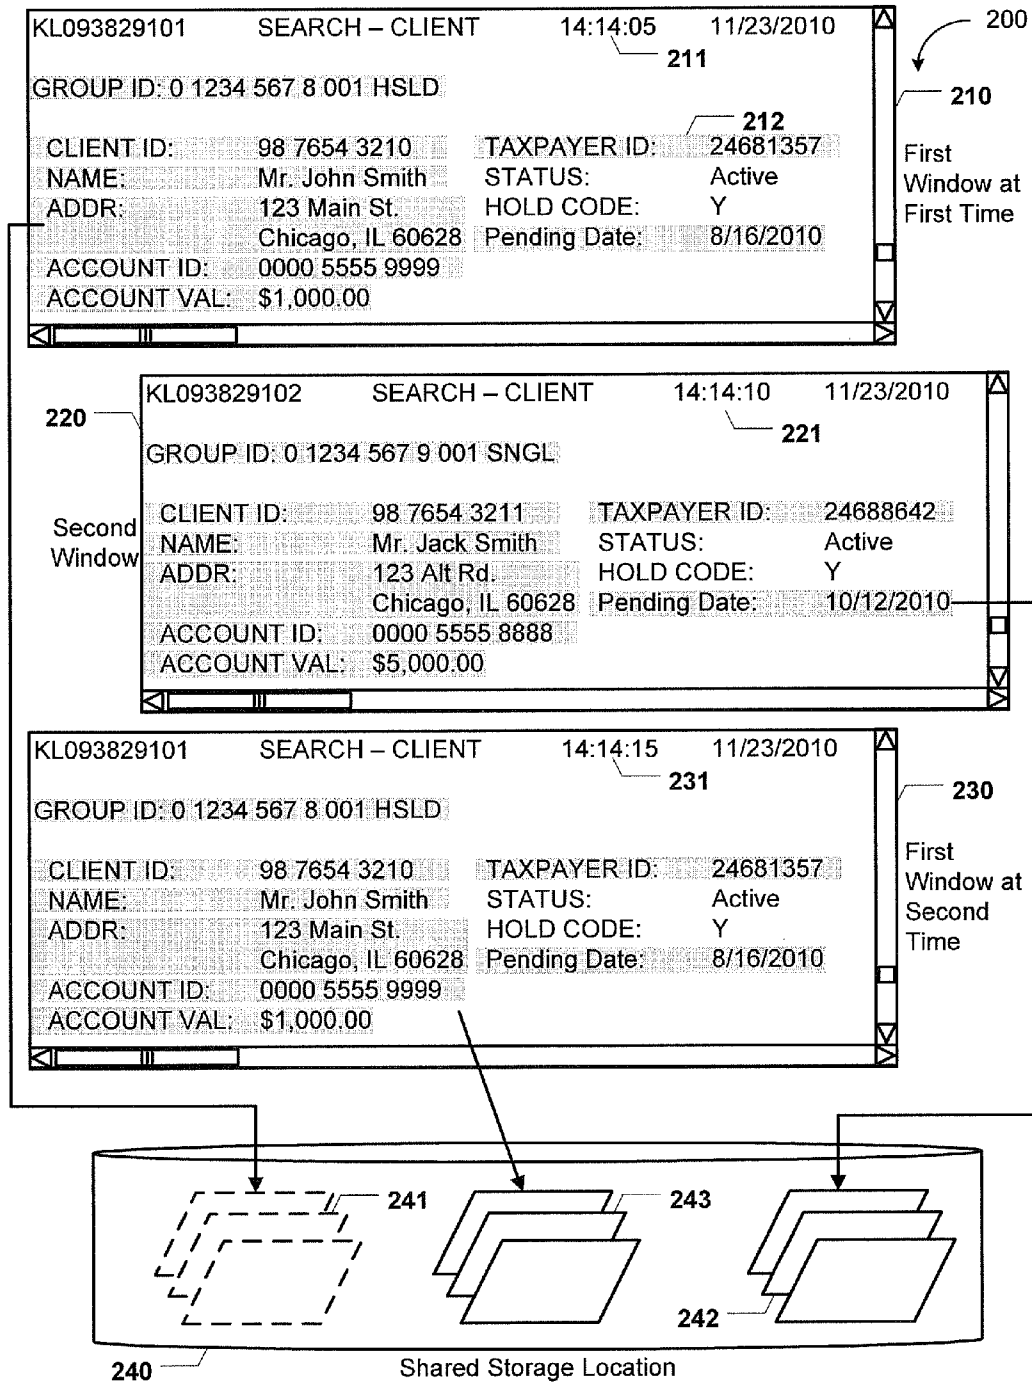 KL093829101 SEARCH – CLIENT 14:14:05 11/23/2010
200
211
GROUP ID: 0 1234 567 8 001 HSLD
210
212
CLIENT ID: 98 7654 3210 TAXPAYER ID: 24681357
NAME: Mr. John Smith STATUS: Active
ADDR: 123 Main St. HOLD CODE: Y
Chicago, IL 60628 Pending Date: 8/16/2010
ACCOUNT ID: 0000 5555 9999
ACCOUNT VAL: $1,000.00
First
Window at
First Time
KL093829102 SEARCH – CLIENT 14:14:10 11/23/2010
220
221
GROUP ID: 0 1234 567 9 001 SNGL
Second
Window
CLIENT ID: 98 7654 3211 TAXPAYER ID: 24688642
NAME: Mr. Jack Smith STATUS: Active
ADDR: 123 Alt Rd. HOLD CODE: Y
Chicago, IL 60628 Pending Date: 10/12/2010
ACCOUNT ID: 0000 5555 8888
ACCOUNT VAL: $5,000.00
KL093829101 SEARCH – CLIENT 14:14:15 11/23/2010
231
230
GROUP ID: 0 1234 567 8 001 HSLD
CLIENT ID: 98 7654 3210 TAXPAYER ID: 24681357
NAME: Mr. John Smith STATUS: Active
ADDR: 123 Main St. HOLD CODE: Y
Chicago, IL 60628 Pending Date: 8/16/2010
ACCOUNT ID: 0000 5555 9999
ACCOUNT VAL: $1,000.00
First
Window at
Second
Time
241
243
242
240
Shared Storage Location